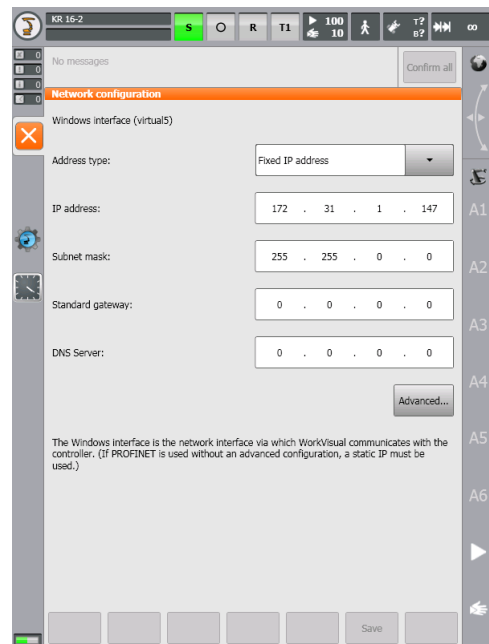 KR 16-2
S O R T1 100 10 T? B? ∞
0
0
0
0
No messages
Confirm all
Network configuration
Windows interface (virtual5)
Address type: Fixed IP address
IP address: 172 . 31 . 1 . 147
Subnet mask: 255 . 255 . 0 . 0
Standard gateway: 0 . 0 . 0 . 0
DNS Server: 0 . 0 . 0 . 0
Advanced...
The Windows interface is the network interface via which WorkVisual communicates with the
controller. (If PROFINET is used without an advanced configuration, a static IP must be
used.)
Save
A1
A2
A3
A4
A5
A6